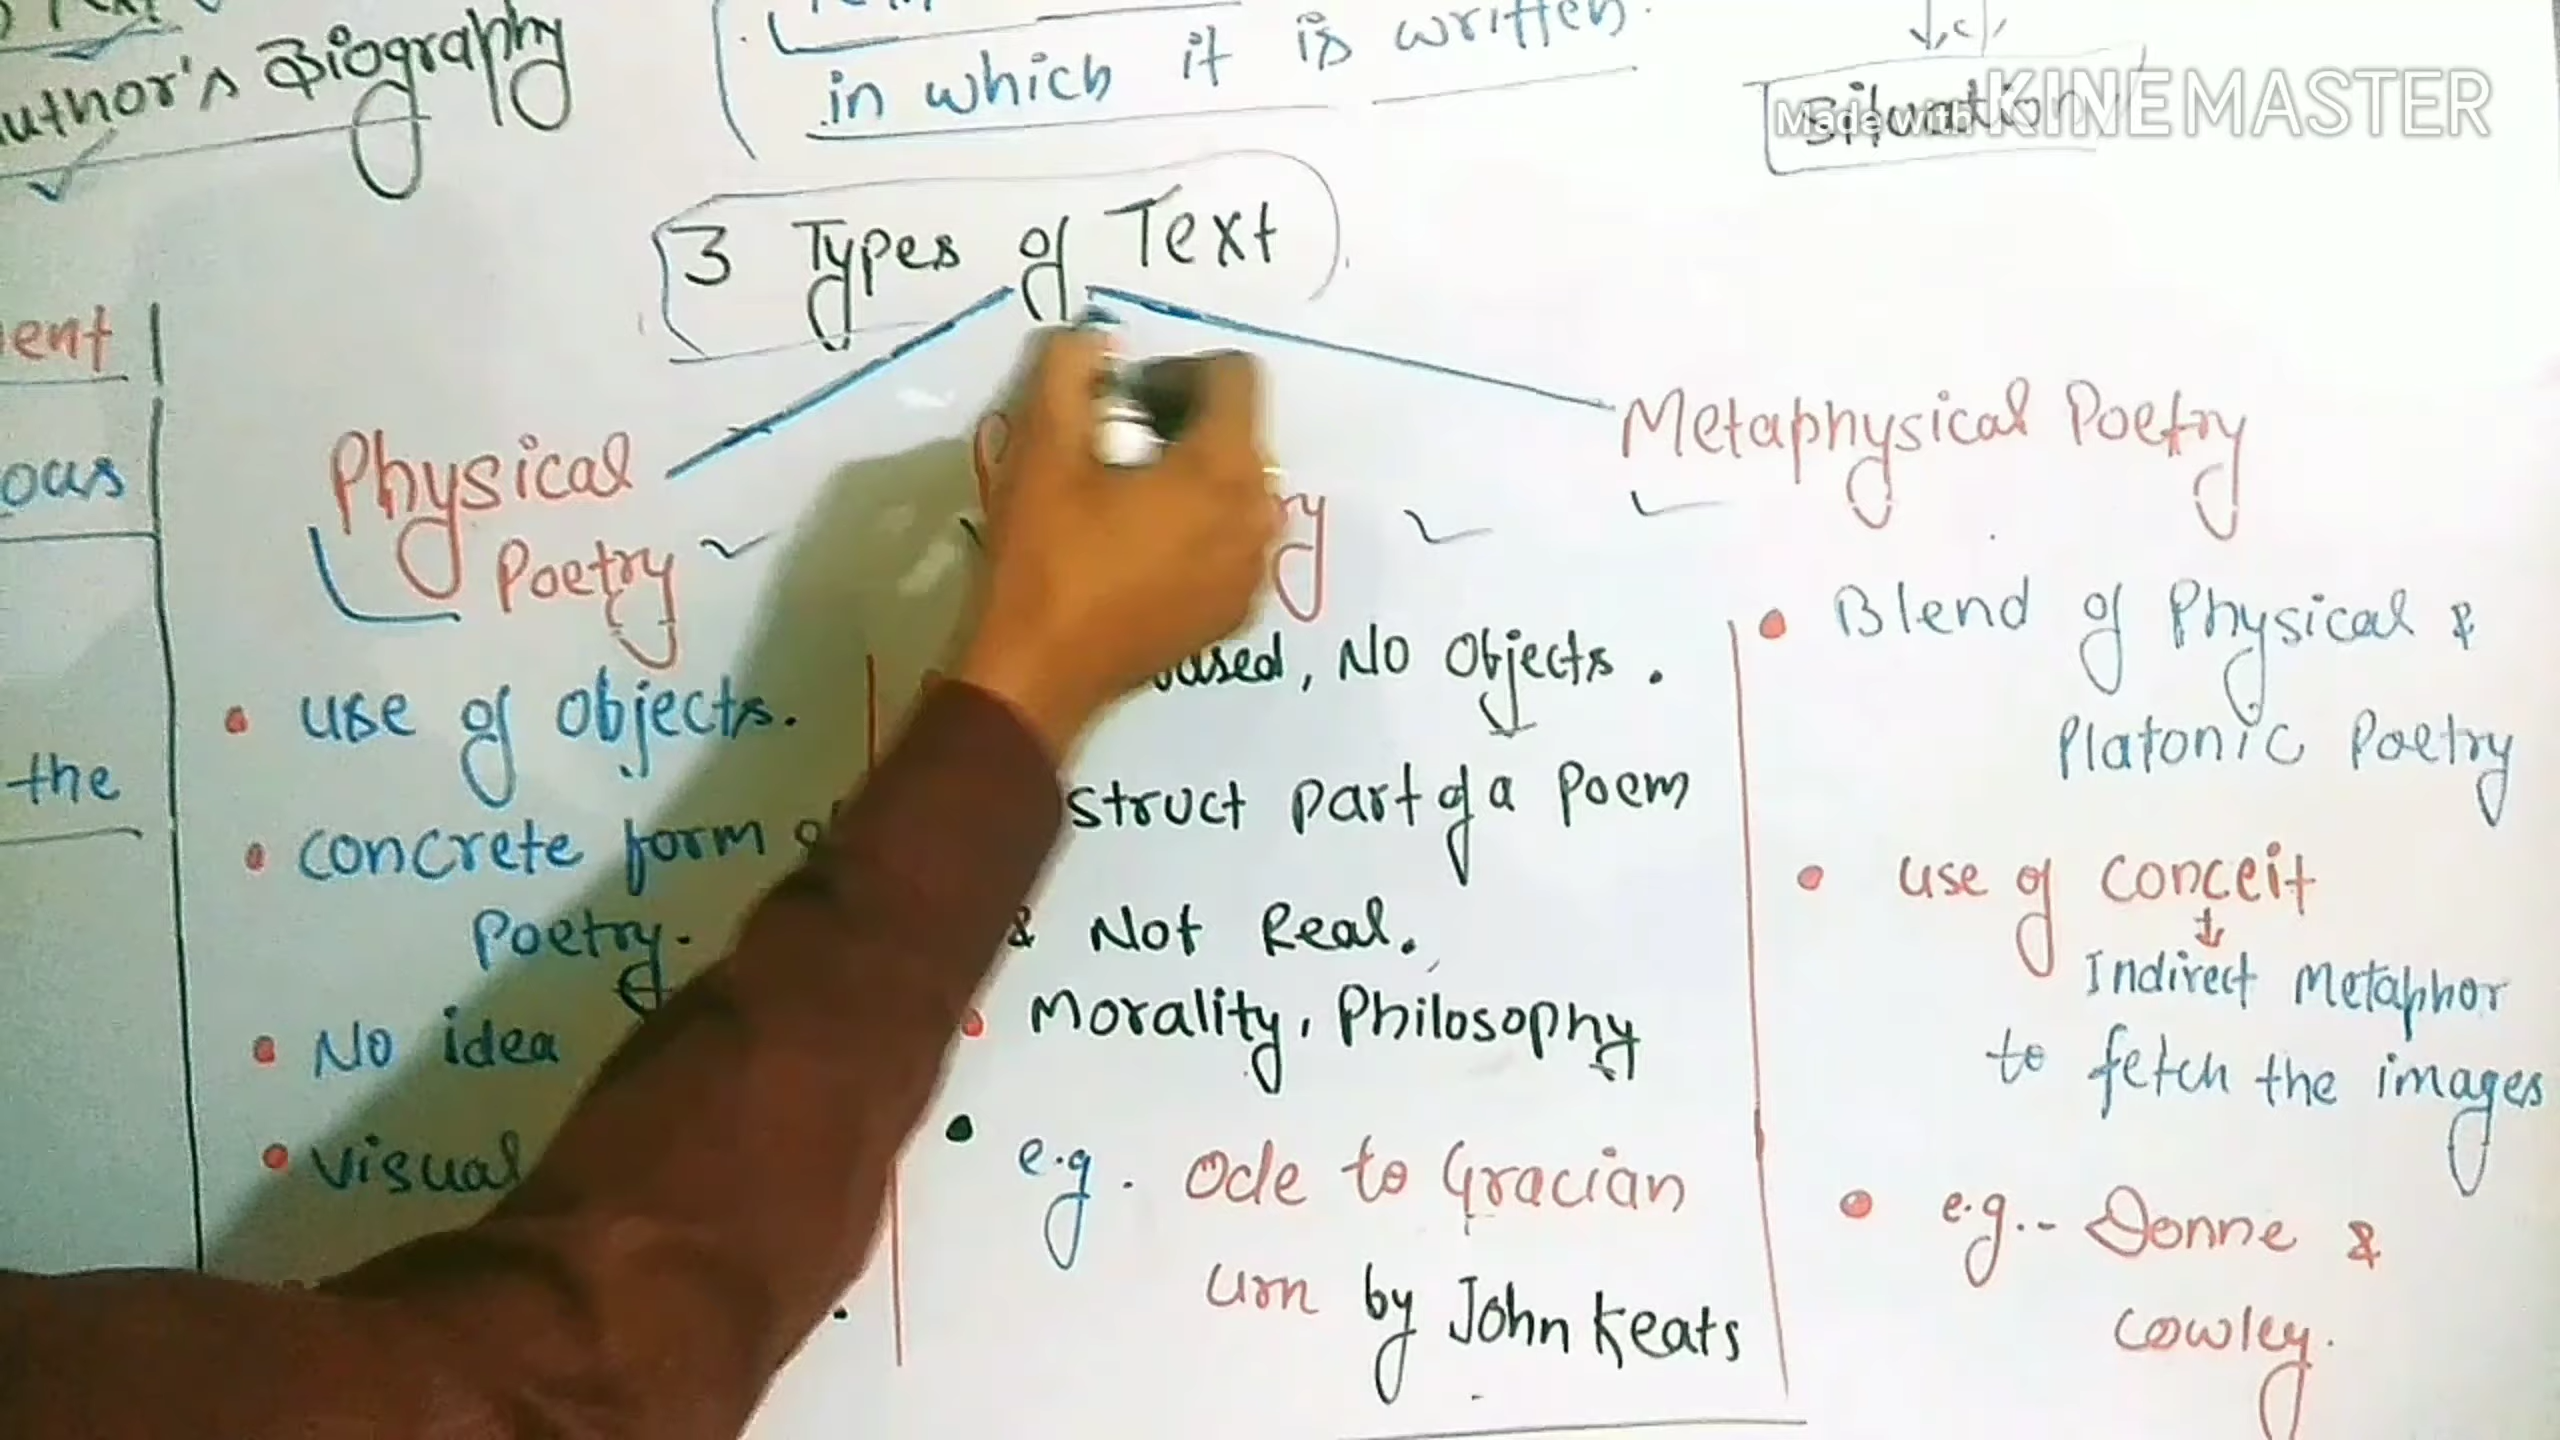 uthor's Biography
in which it is written.
Situation
Made with KINEMASTER
3 Types of Text
ent
ous
the
Physical
Poetry
• use of objects.
• concrete form
Poetry.
• No idea
• visual
ry
ased, No Objects.
struct part of a Poem
& Not Real.
• Morality, Philosophy
• e.g. Ode to Gracian
urn by John Keats
Metaphysical Poetry
• Blend of Physical &
Platonic Poetry
• use of conceit
Indirect Metaphor
to fetch the images
• e.g.- Donne &
Cowley.